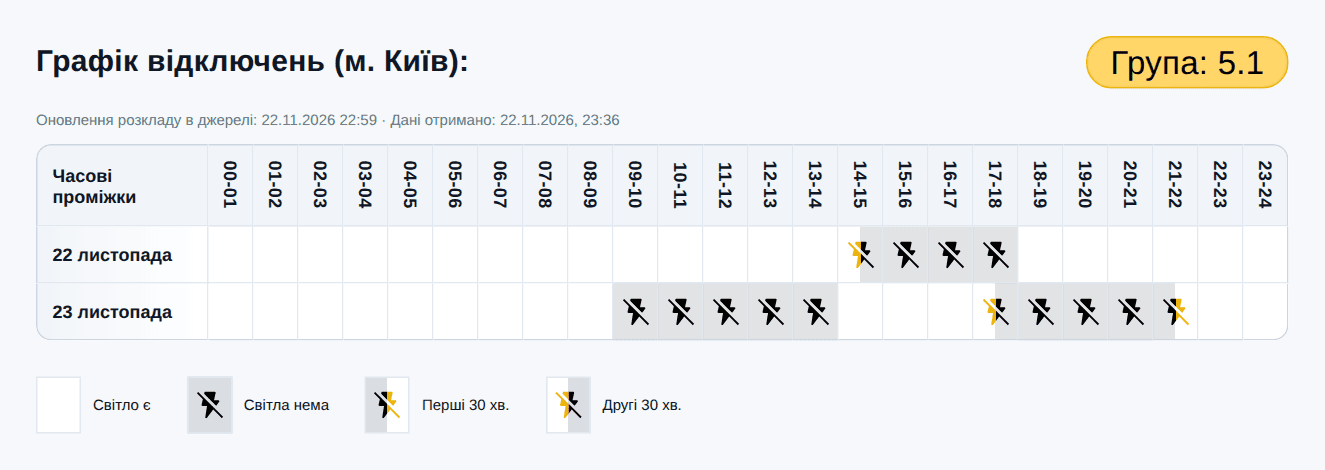 Графік відключень (м. Київ):
Група: 5.1
Оновлення розкладу в джерелі: 22.11.2026 22:59 · Дані отримано: 22.11.2026, 23:36
Часові
проміжки
00-01
01-02
02-03
03-04
04-05
05-06
06-07
07-08
08-09
09-10
10-11
11-12
12-13
13-14
14-15
15-16
16-17
17-18
18-19
19-20
20-21
21-22
22-23
23-24
22 листопада
23 листопада
Світло є
Світла нема
Перші 30 хв.
Другі 30 хв.